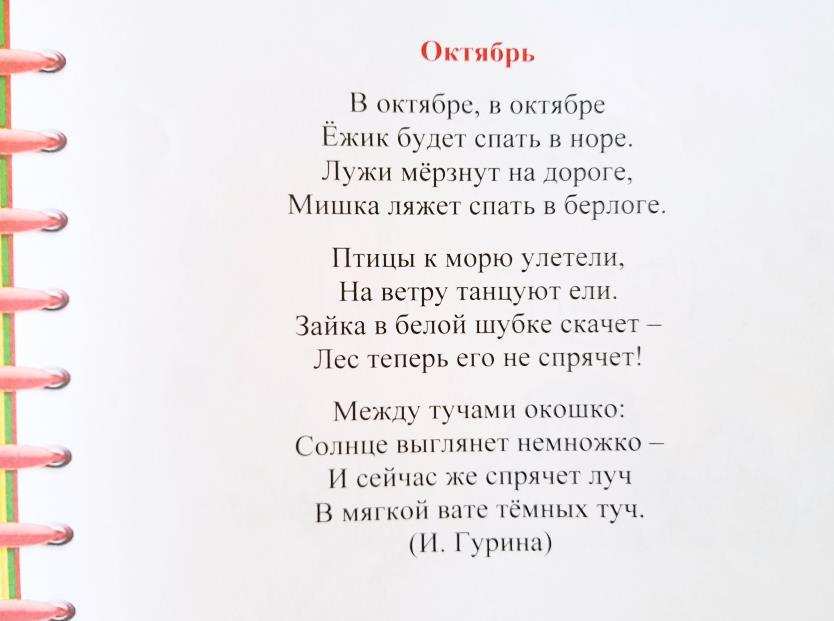 Октябрь
В октябре, в октябре
Ёжик будет спать в норе.
Лужи мёрзнут на дороге,
Мишка ляжет спать в берлоге.
Птицы к морю улетели,
На ветру танцуют ели.
Зайка в белой шубке скачет –
Лес теперь его не спрячет!
Между тучами окошко:
Солнце выглянет немножко –
И сейчас же спрячет луч
В мягкой вате тёмных туч.
(И. Гурина)